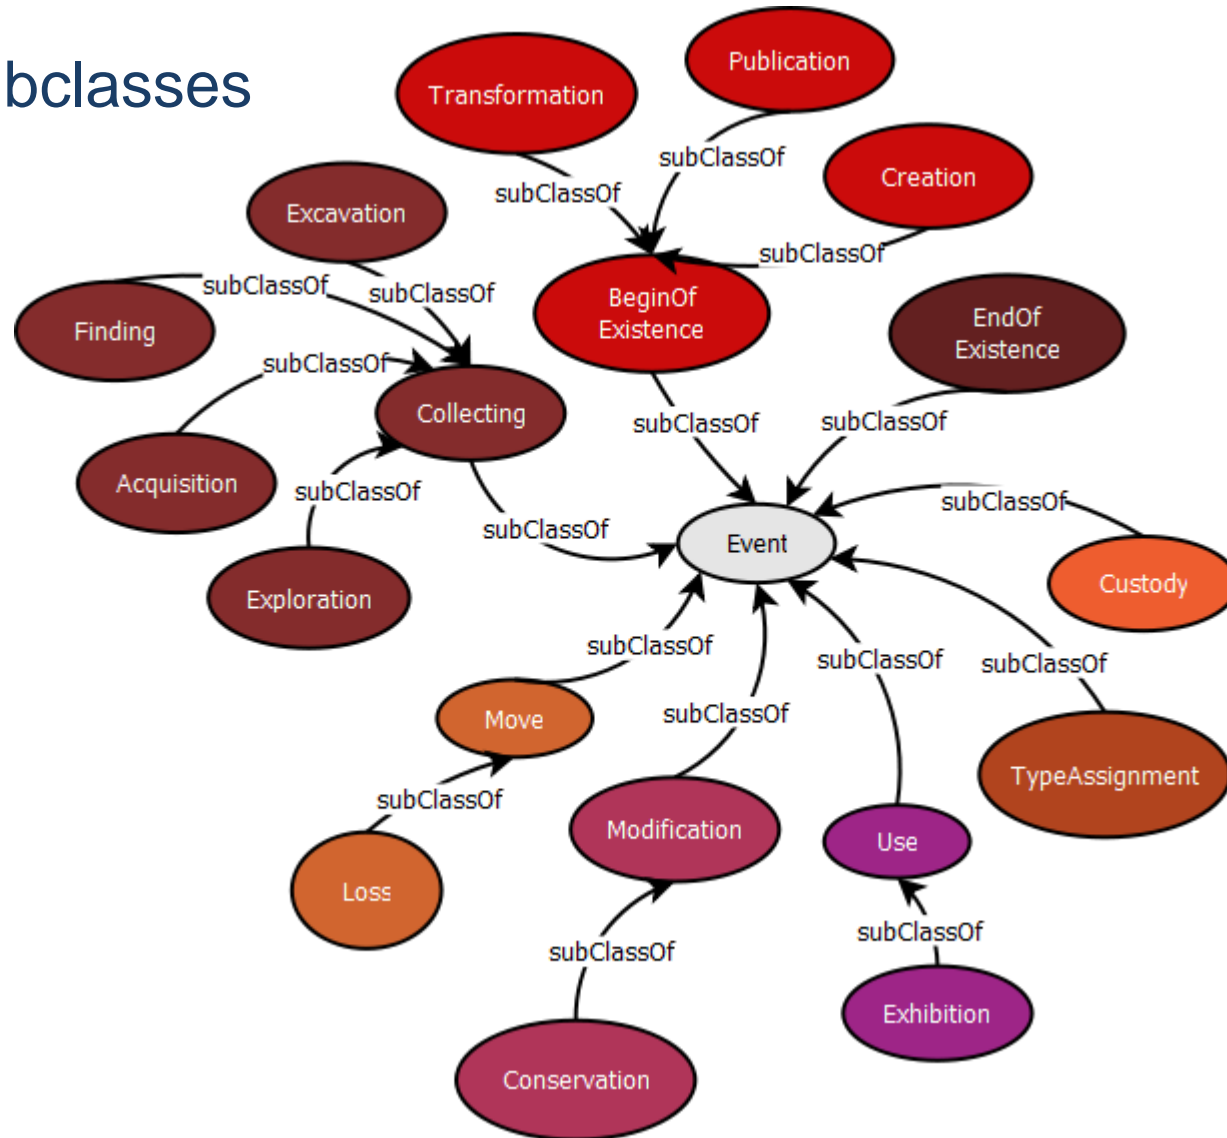 bclasses
Publication
Transformation
subClassOf
Creation
subClassOf
Excavation
subClassOf
subClassOf
subClassOf
BeginOf
Existence
EndOf
Existence
Finding
subClassOf
Collecting
subClassOf
subClassOf
Acquisition
subClassOf
subClassOf
subClassOf
Event
Custody
Exploration
subClassOf
subClassOf
subClassOf
subClassOf
Move
TypeAssignment
subClassOf
Modification
Use
Loss
subClassOf
subClassOf
Exhibition
Conservation